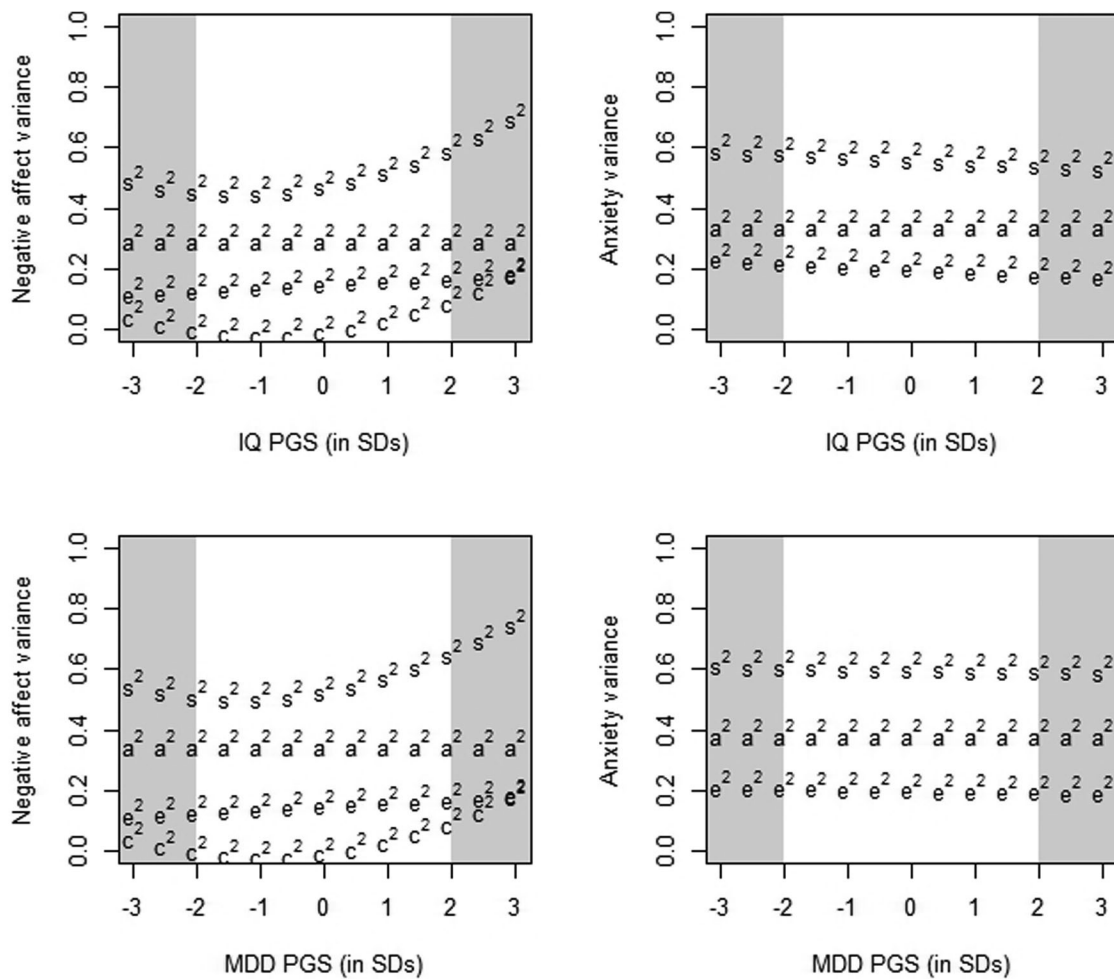 Negative affect variance
1.0
0.8
0.6
0.4
0.2
0.0
s² s² s² s² s² s² s² s² s² s² s² s² s²
a² a² a² a² a² a² a² a² a² a² a² a² a²
e² e² e² e² e² e² e² e² e² e² e² e² e²
c² c² c² c² c² c² c² c² c² c² c² c²
-3 -2 -1 0 1 2 3
IQ PGS (in SDs)
Anxiety variance
1.0
0.8
0.6
0.4
0.2
0.0
s² s² s² s² s² s² s² s² s² s² s² s² s²
a² a² a² a² a² a² a² a² a² a² a² a² a²
e² e² e² e² e² e² e² e² e² e² e² e² e²
-3 -2 -1 0 1 2 3
IQ PGS (in SDs)
Negative affect variance
1.0
0.8
0.6
0.4
0.2
0.0
s² s² s² s² s² s² s² s² s² s² s² s² s²
a² a² a² a² a² a² a² a² a² a² a² a² a²
e² e² e² e² e² e² e² e² e² e² e² e² e²
c² c² c² c² c² c² c² c² c² c² c² c²
-3 -2 -1 0 1 2 3
MDD PGS (in SDs)
Anxiety variance
1.0
0.8
0.6
0.4
0.2
0.0
s² s² s² s² s² s² s² s² s² s² s² s² s²
a² a² a² a² a² a² a² a² a² a² a² a² a²
e² e² e² e² e² e² e² e² e² e² e² e² e²
-3 -2 -1 0 1 2 3
MDD PGS (in SDs)